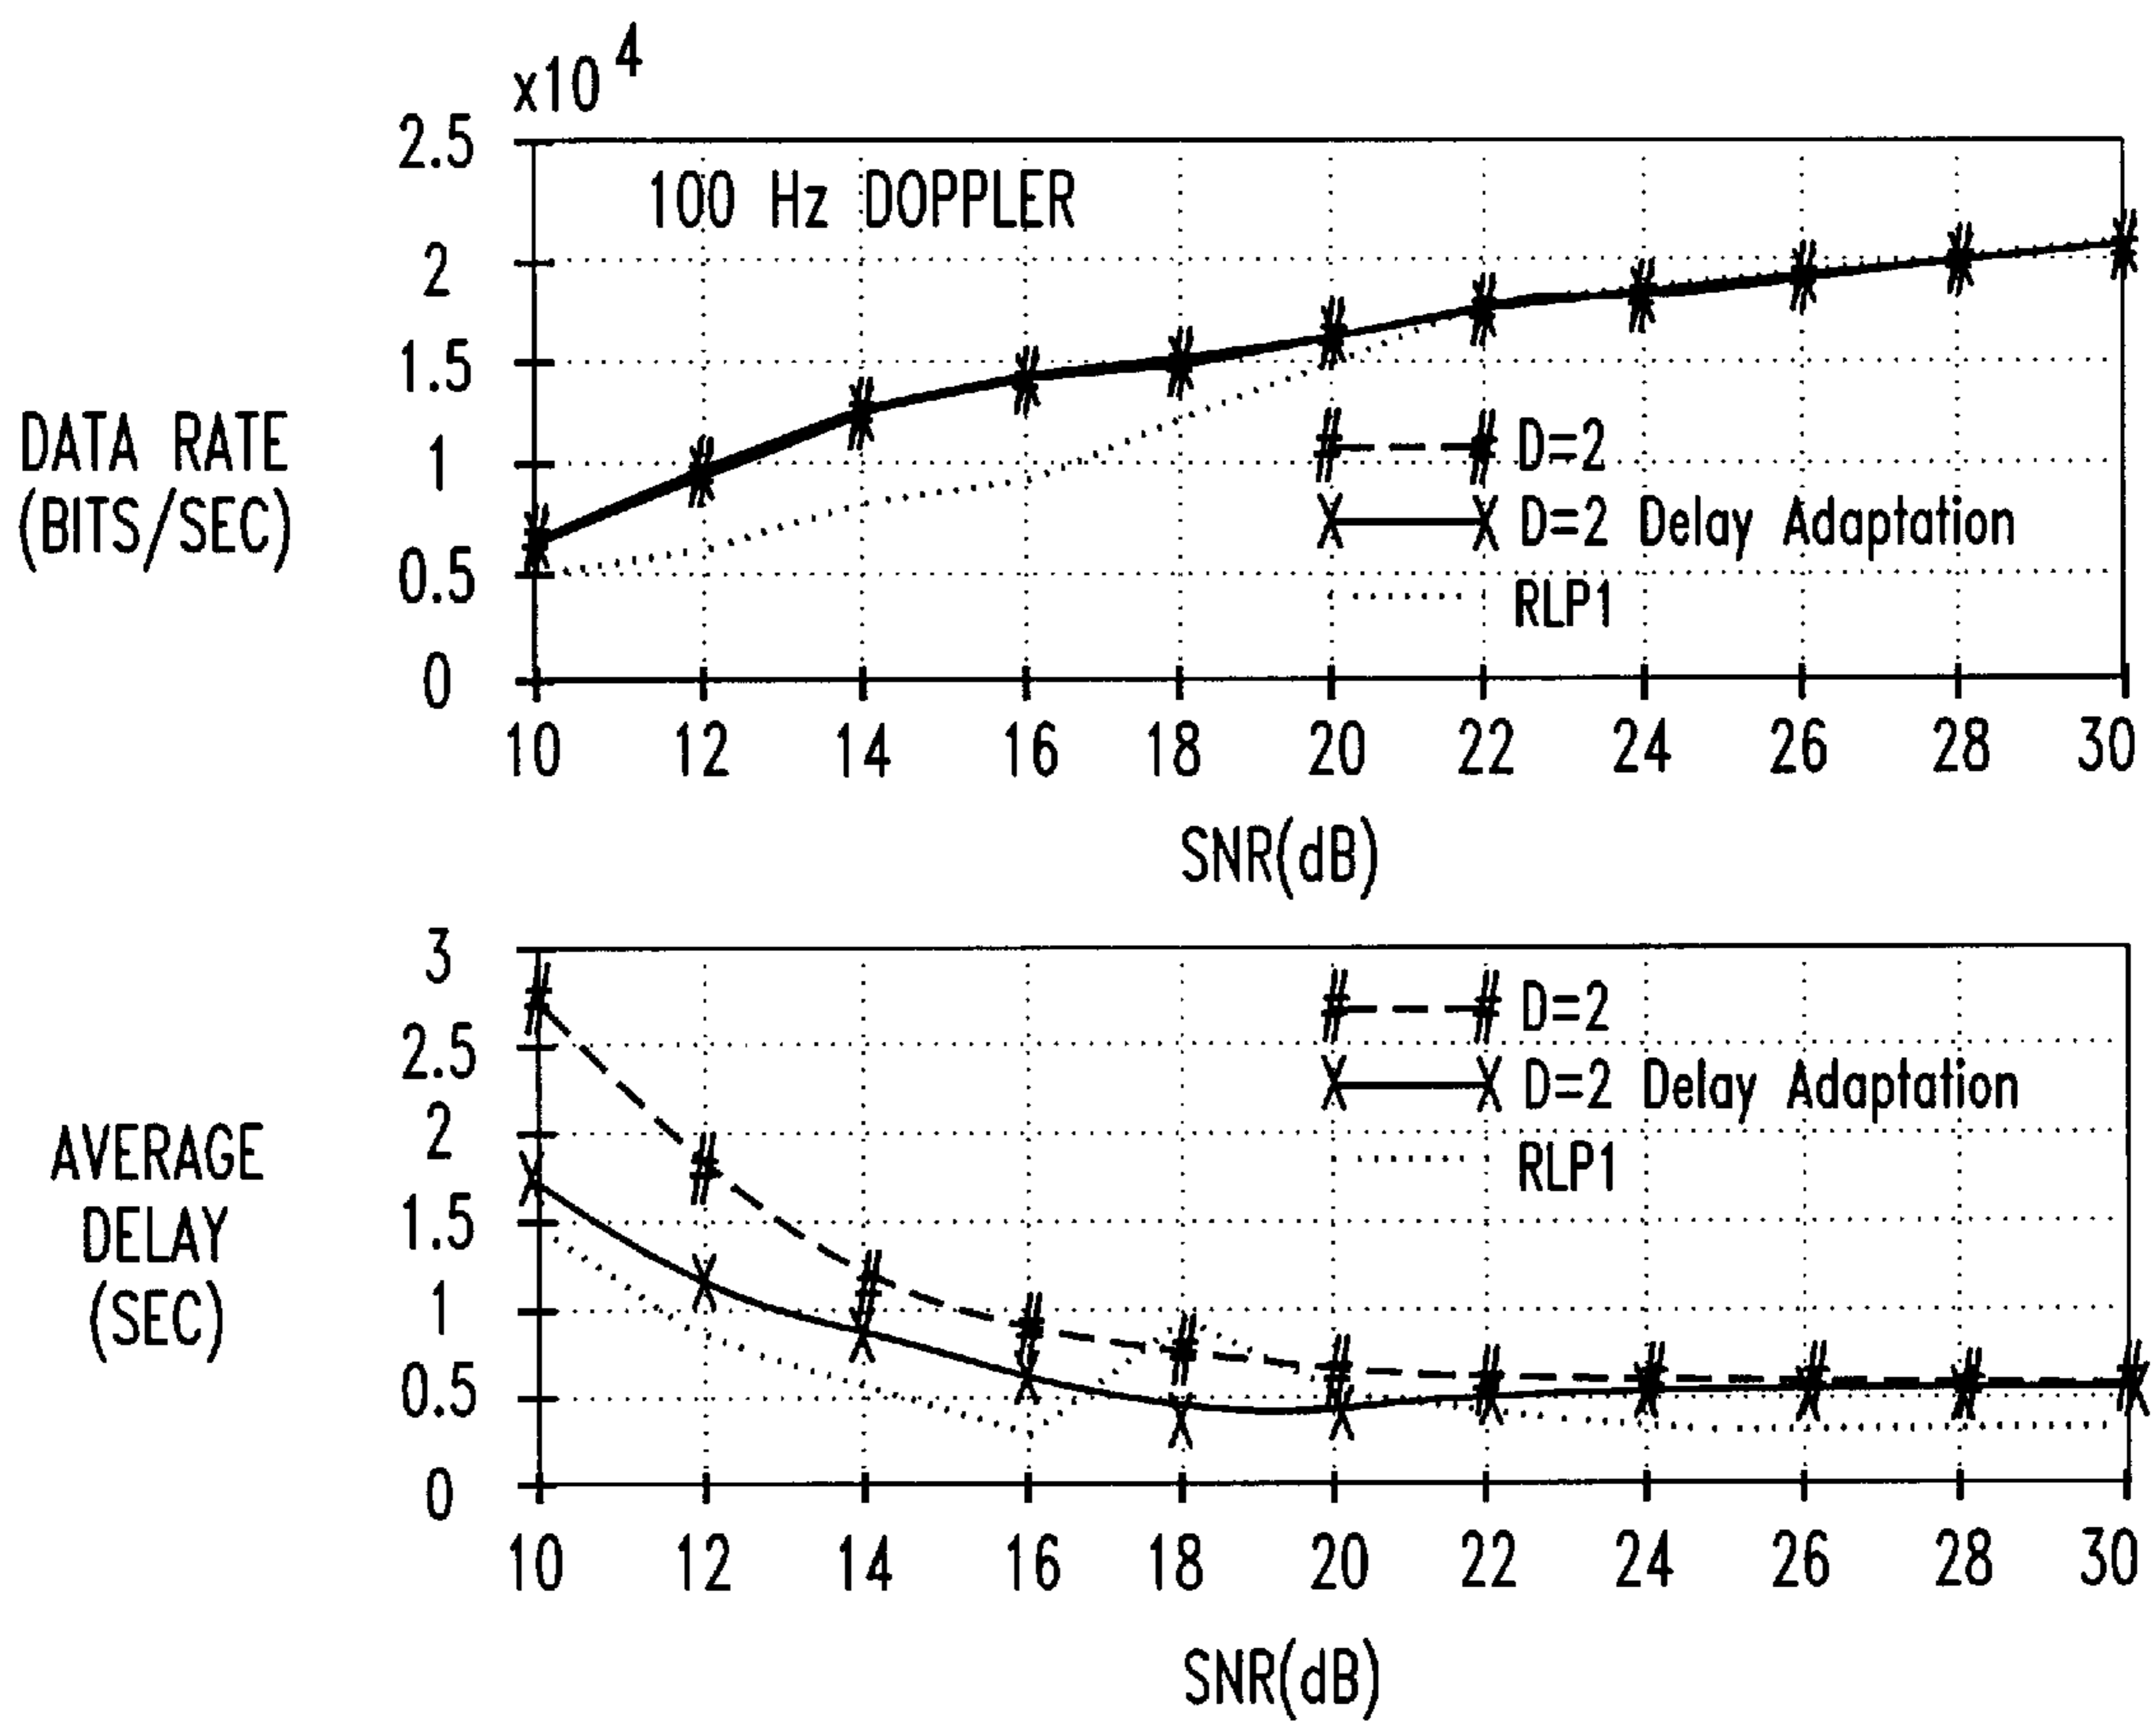 x10^4
2.5
100 Hz DOPPLER
2
1.5
DATA RATE
(BITS/SEC)
1
D=2
D=2 Delay Adaptation
0.5
RLP1
0
10 12 14 16 18 20 22 24 26 28 30
SNR(dB)
3
D=2
2.5
D=2 Delay Adaptation
2
AVERAGE
DELAY
(SEC)
RLP1
1.5
1
0.5
0
10 12 14 16 18 20 22 24 26 28 30
SNR(dB)